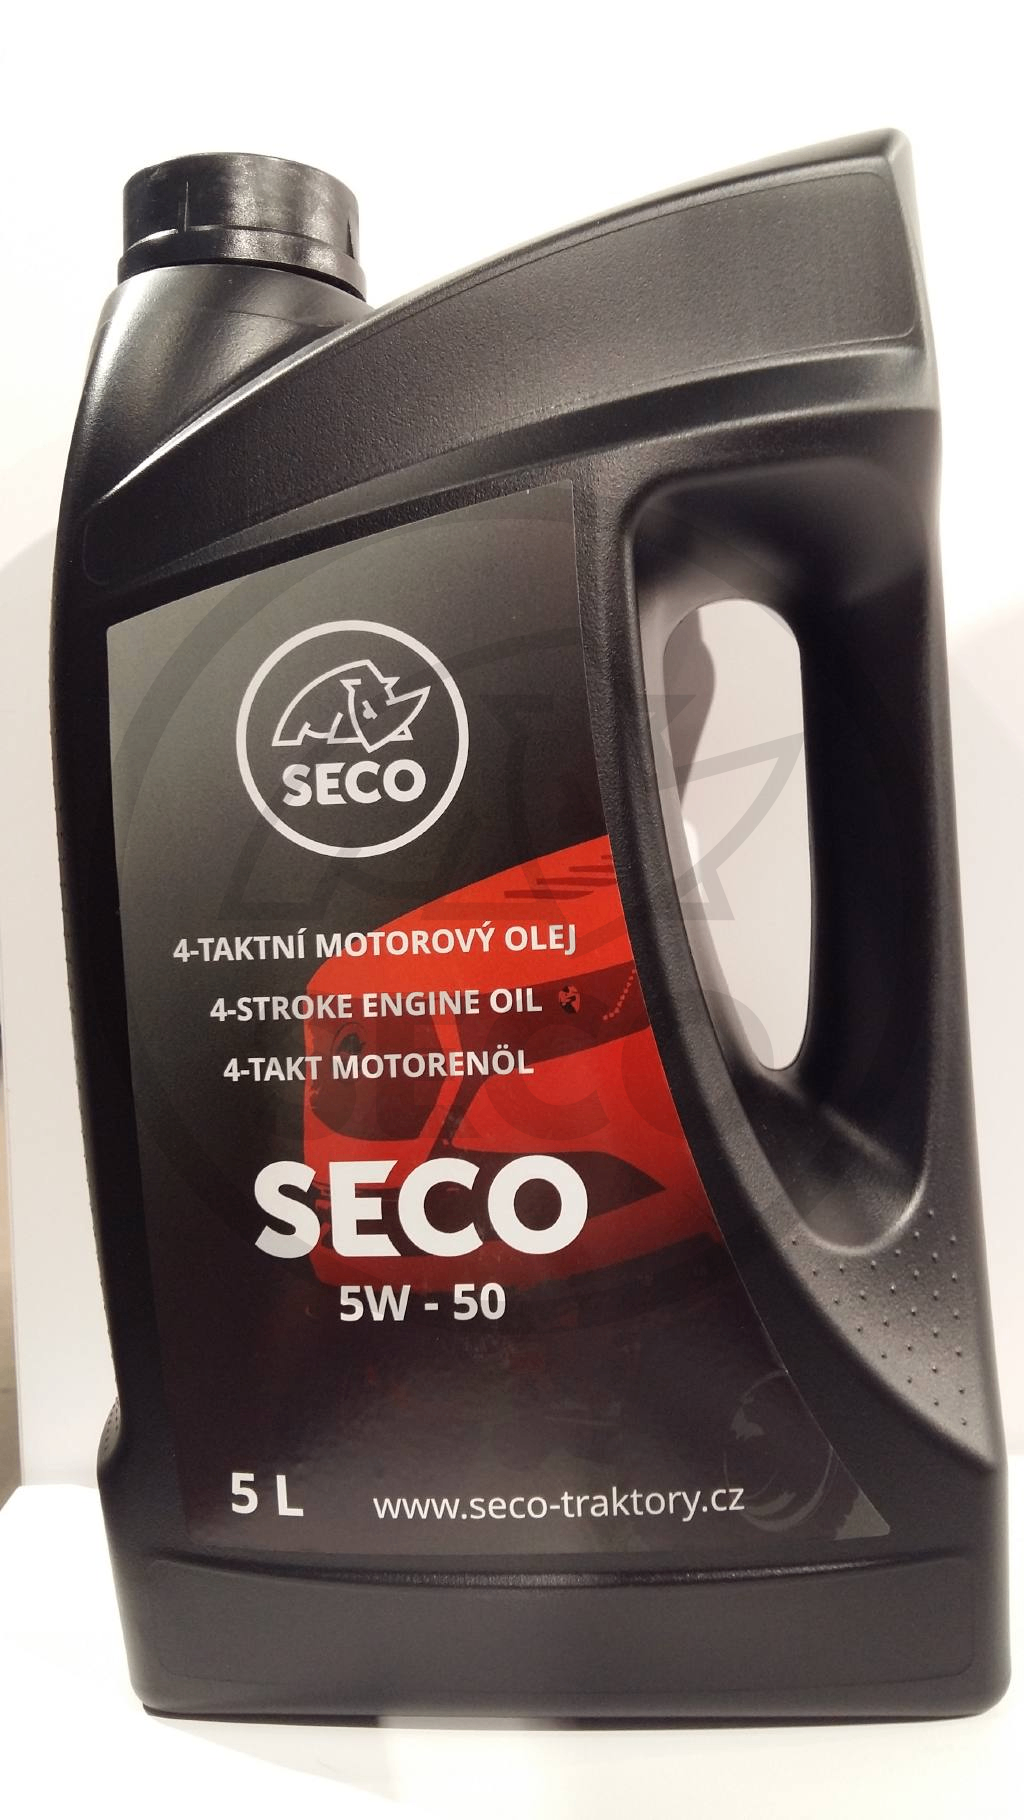 SECO
4-TAKTNÍ MOTOROVÝ OLEJ
4-STROKE ENGINE OIL
4-TAKT MOTORENÖL
SECO
SECO
5W - 50
5 L www.seco-traktory.cz